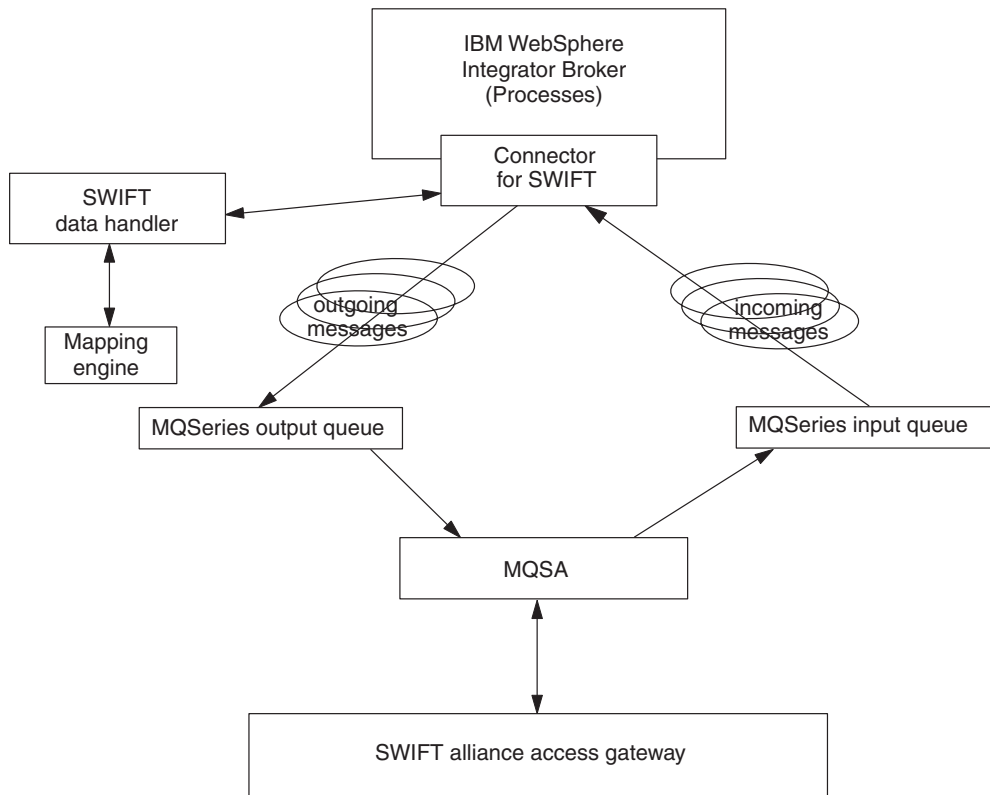 IBM WebSphere
Integrator Broker
(Processes)
Connector
for SWIFT
SWIFT
data handler
Mapping
engine
outgoing
messages
incoming
messages
MQSeries output queue
MQSeries input queue
MQSA
SWIFT alliance access gateway